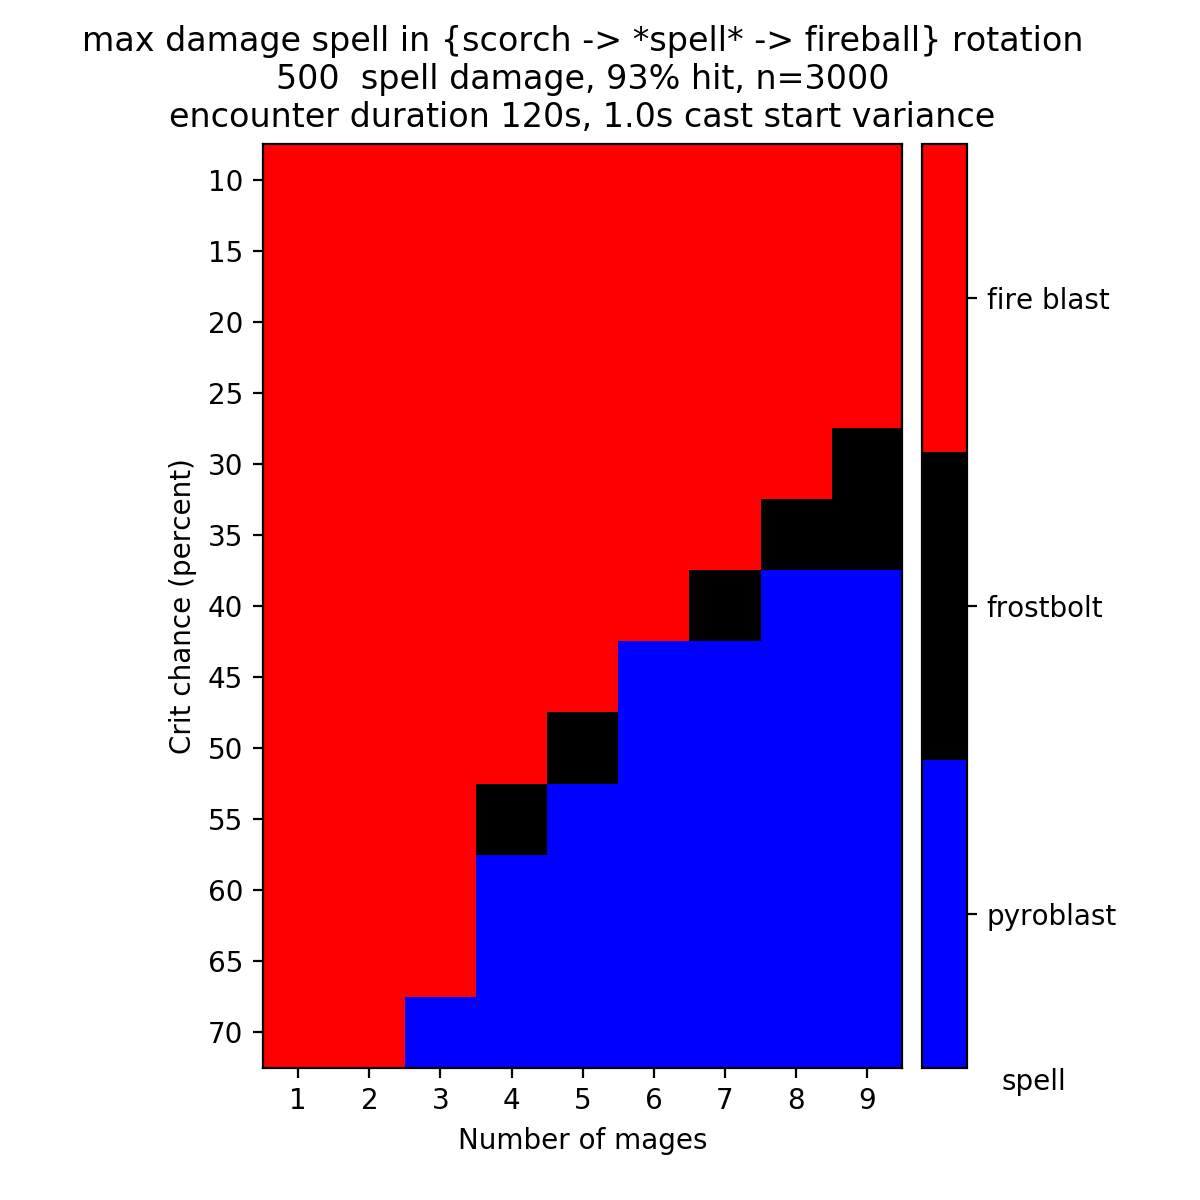 max damage spell in {scorch -> *spell* -> fireball} rotation
500  spell damage, 93% hit, n=3000
encounter duration 120s, 1.0s cast start variance
Crit chance (percent)
10
15
20
25
30
35
40
45
50
55
60
65
70
1 2 3 4 5 6 7 8 9
Number of mages
fire blast
frostbolt
pyroblast
spell